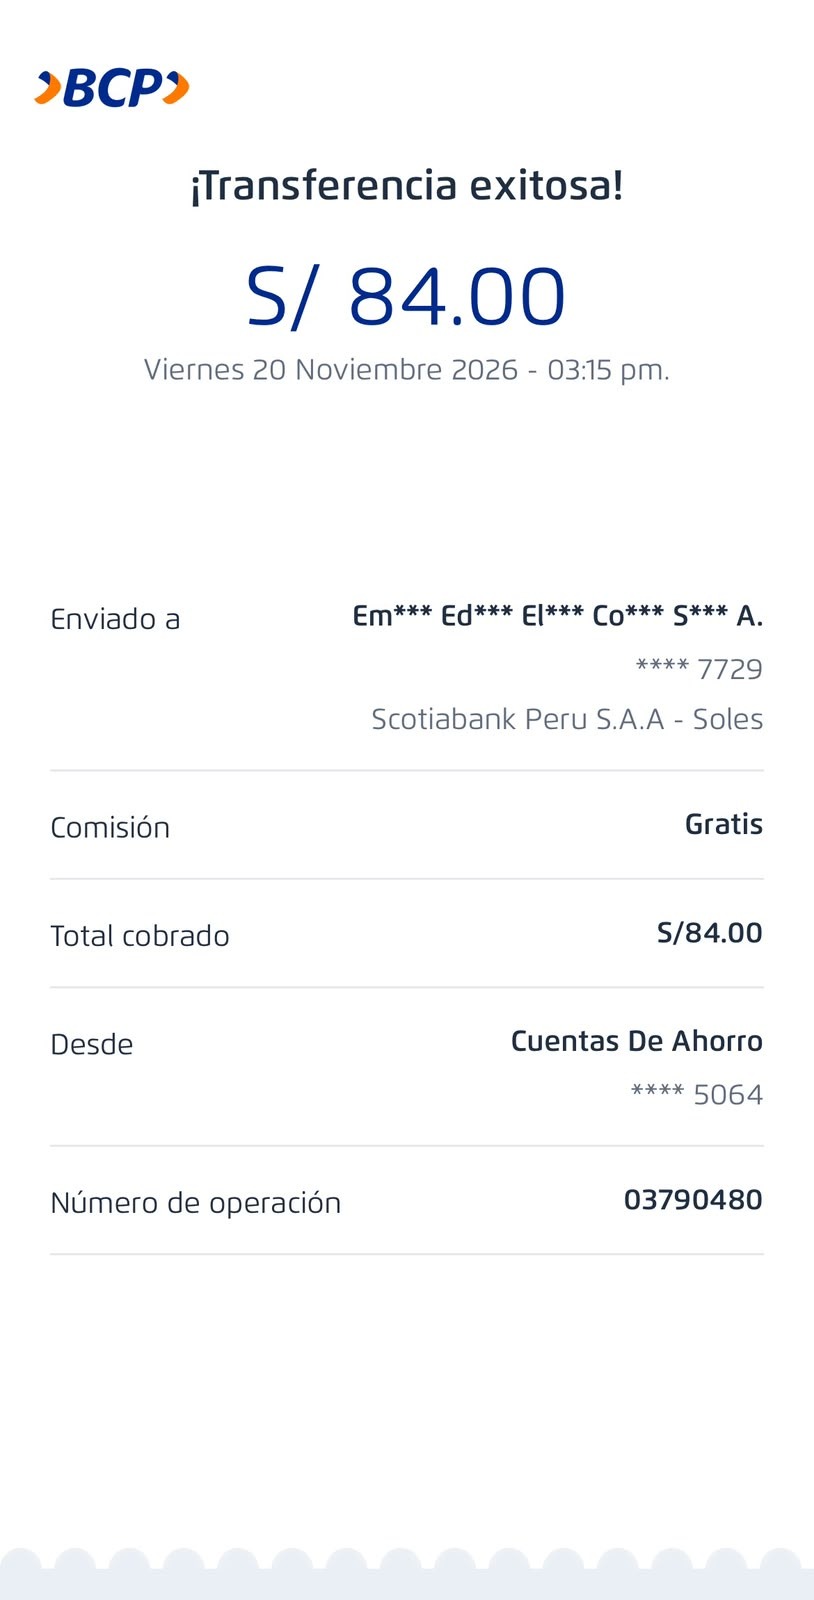 BCP
¡Transferencia exitosa!
S/ 84.00
Viernes 20 Noviembre 2026 - 03:15 pm.
Enviado a
Em*** Ed*** El*** Co*** S*** A.
**** 7729
Scotiabank Peru S.A.A - Soles
Comisión
Gratis
Total cobrado
S/84.00
Desde
Cuentas De Ahorro
**** 5064
Número de operación
03790480